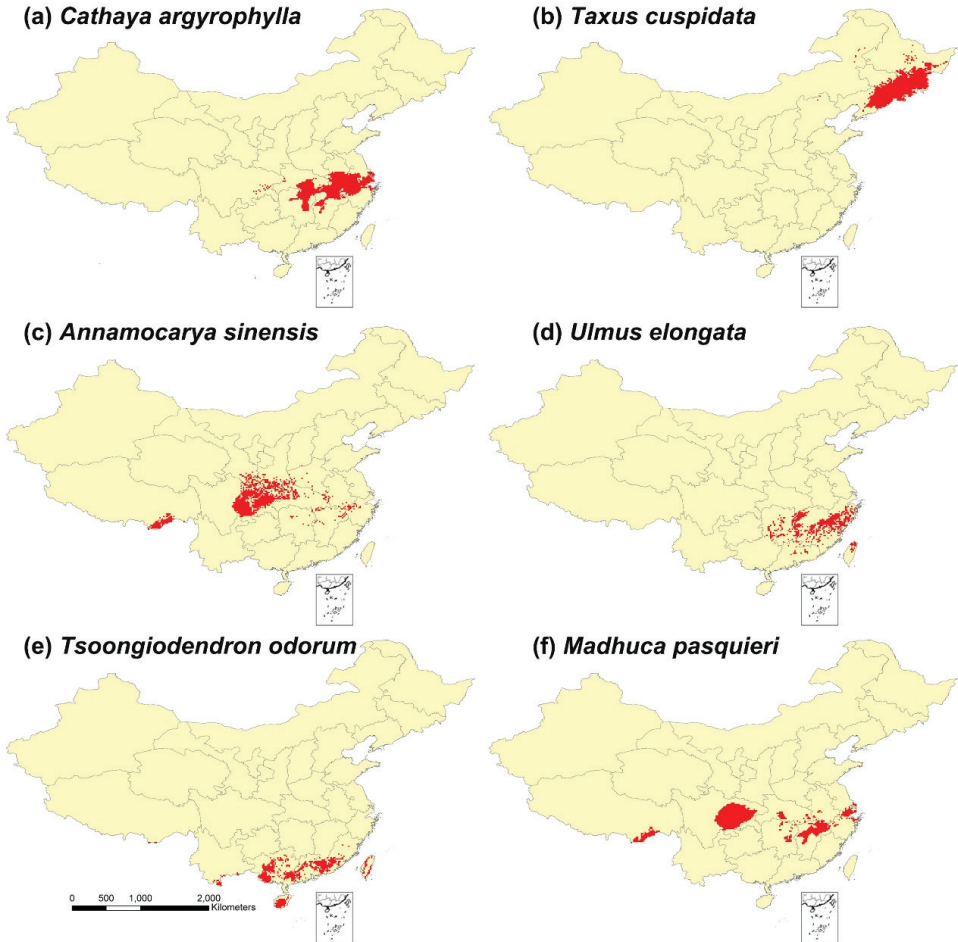 (a) Cathaya argyrophylla
(b) Taxus cuspidata
(c) Annamocarya sinensis
(d) Ulmus elongata
(e) Tsoongiodendron odorum
(f) Madhuca pasquieri
0 500 1,000 2,000
Kilometers